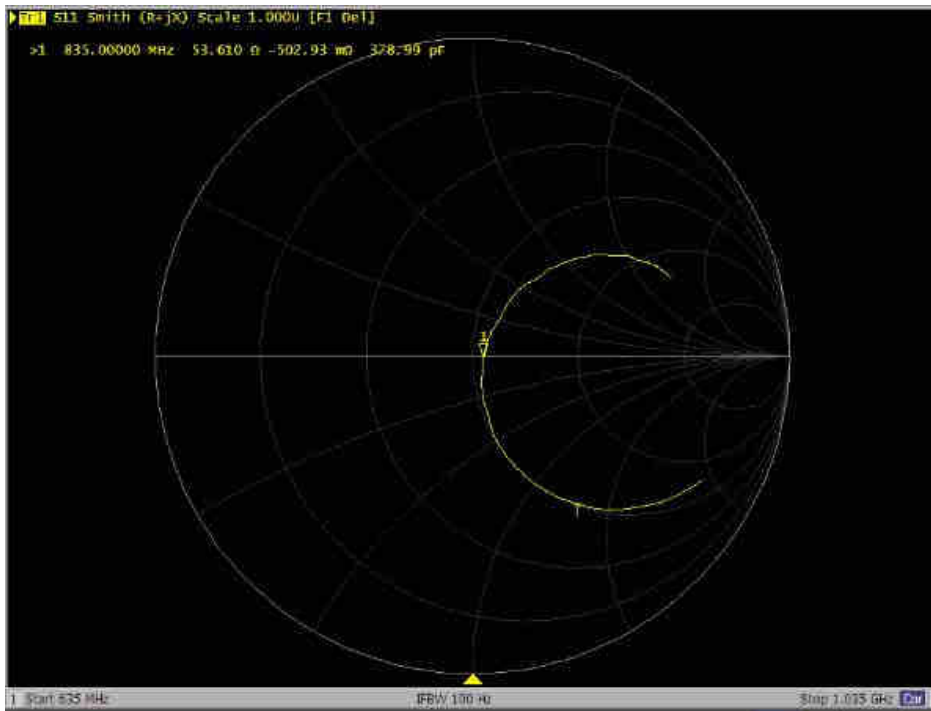 Tr1 S11 Smith (R+jX) Scale 1.000U [F1 Del]
>1 835.00000 MHz 53.610 Ω -502.93 mΩ 378.99 pF
1
1 Start 635 MHz IFBW 100 Hz Stop 1.035 GHz Cor